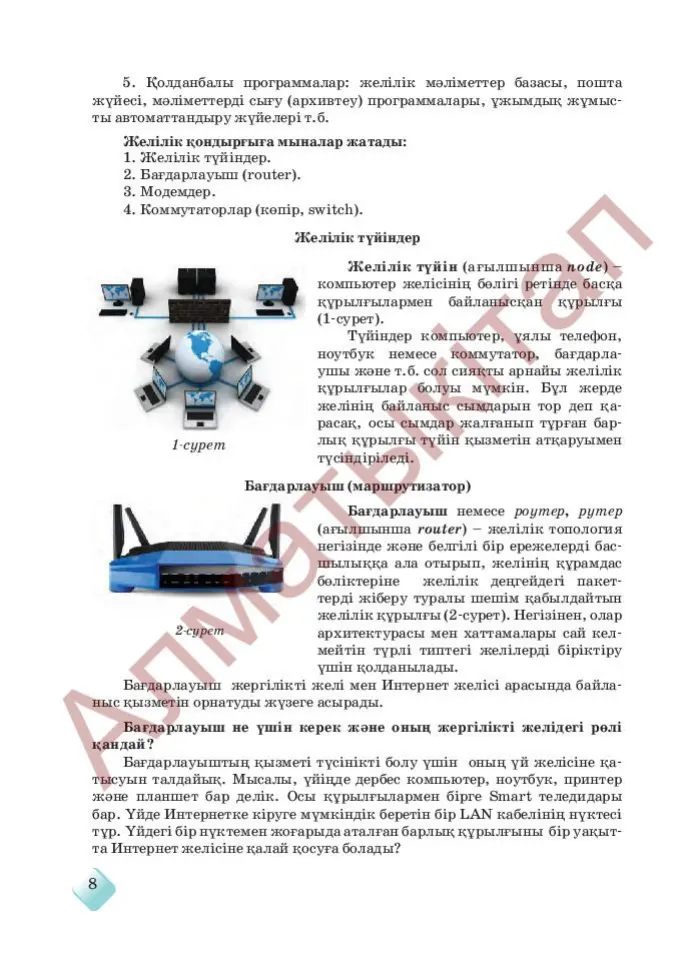 5. Қолданбалы программалар: желілік мәліметтер базасы, пошта
жүйесі, мәліметтерді сығу (архивтеу) программалары, ұжымдық жұмыс-
ты автоматтандыру жүйелері т.б.
Желілік қондырғыға мыналар жатады:
1. Желілік түйіндер.
2. Бағдарлауыш (router).
3. Модемдер.
4. Коммутаторлар (көпір, switch).
Желілік түйіндер
Желілік түйін (ағылшынша node) –
компьютер желісінің бөлігі ретінде басқа
құрылғылармен байланысқан құрылғы
(1-сурет).
Түйіндер компьютер, ұялы телефон,
ноутбук немесе коммутатор, бағдарла-
ушы және т.б. сол сияқты арнайы желілік
құрылғылар болуы мүмкін. Бұл жерде
желінің байланыс сымдарын тор деп қа-
расақ, осы сымдар жалғанып тұрған бар-
лық құрылғы түйін қызметін атқаруымен
түсіндіріледі.
1-сурет
Бағдарлауыш (маршрутизатор)
Бағдарлауыш немесе роутер, рутер
(ағылшынша router) – желілік топология
негізінде және белгілі бір ережелерді бас-
шылыққа ала отырып, желінің құрамдас
бөліктеріне желілік деңгейдегі пакет-
терді жіберу туралы шешім қабылдайтын
желілік құрылғы (2-сурет). Негізінен, олар
архитектурасы мен хаттамалары сай кел-
мейтін түрлі типтегі желілерді біріктіру
үшін қолданылады.
2-сурет
Бағдарлауыш жергілікті желі мен Интернет желісі арасында байла-
ныс қызметін орнатуды жүзеге асырады.
Бағдарлауыш не үшін керек және оның жергілікті желідегі рөлі
қандай?
Бағдарлауыштың қызметі түсінікті болу үшін оның үй желісіне қа-
тысуын талдайық. Мысалы, үйіңде дербес компьютер, ноутбук, принтер
және планшет бар делік. Осы құрылғылармен бірге Smart теледидары
бар. Үйде Интернетке кіруге мүмкіндік беретін бір LAN кабелінің нүктесі
тұр. Үйдегі бір нүктемен жоғарыда аталған барлық құрылғыны бір уақыт-
та Интернет желісіне қалай қосуға болады?
8
Алматыкітап